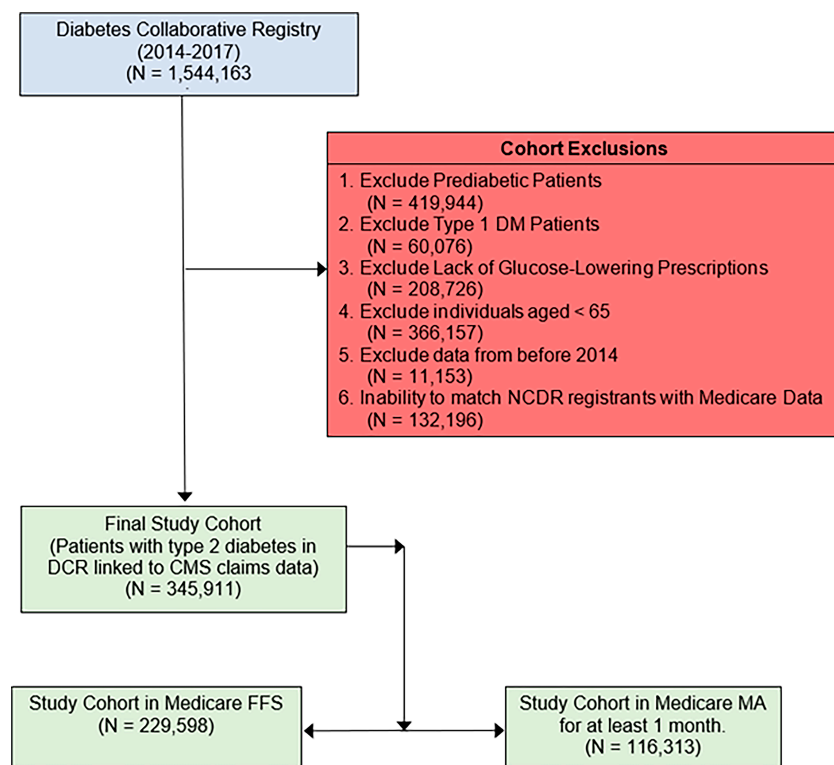 Diabetes Collaborative Registry
(2014-2017)
(N = 1,544,163
.
Cohort Exclusions
1. Exclude Prediabetic Patients
(N = 419,944)
2. Exclude Type 1 DM Patients
(N = 60,076)
3. Exclude Lack of Glucose-Lowering Prescriptions
(N = 208,726)
4. Exclude individuals aged < 65
(N = 366,157)
5. Exclude data from before 2014
(N = 11,153)
6. Inability to match NCDR registrants with Medicare Data
(N = 132,196)
Final Study Cohort
(Patients with type 2 diabetes in
DCR linked to CMS claims data)
(N = 345,911)
Study Cohort in Medicare FFS
(N = 229,598)
Study Cohort in Medicare MA
for at least 1 month.
(N = 116,313)